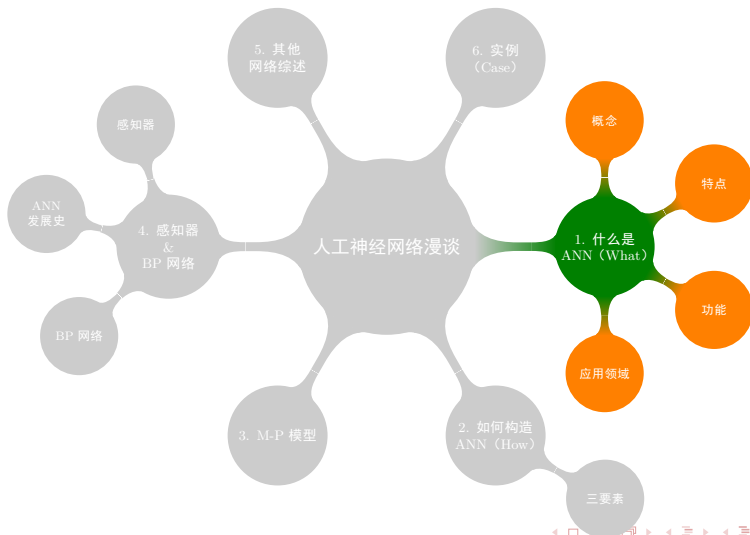 人工神经网络漫谈
1. 什么是
ANN（What）
概念
特点
功能
应用领域
2. 如何构造
ANN（How）
三要素
3. M-P 模型
4. 感知器
&
BP 网络
感知器
ANN
发展史
BP 网络
5. 其他
网络综述
6. 实例
（Case）